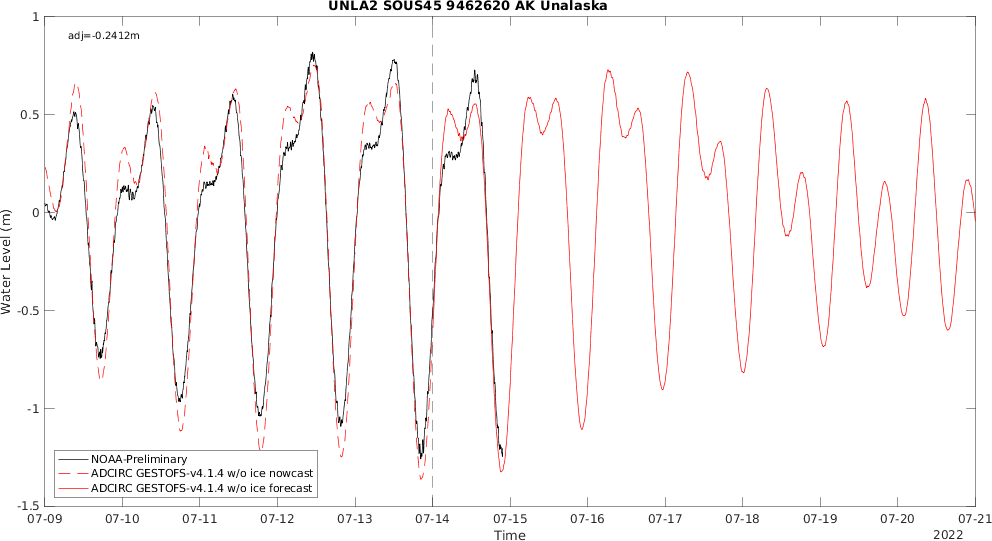 UNLA2 SOUS45 9462620 AK Unalaska
adj=-0.2412m
1
0.5
0
-0.5
-1
-1.5
Water Level (m)
NOAA-Preliminary
ADCIRC GESTOFS-v4.1.4 w/o ice nowcast
ADCIRC GESTOFS-v4.1.4 w/o ice forecast
07-09 07-10 07-11 07-12 07-13 07-14 07-15 07-16 07-17 07-18 07-19 07-20 07-21
Time
2022